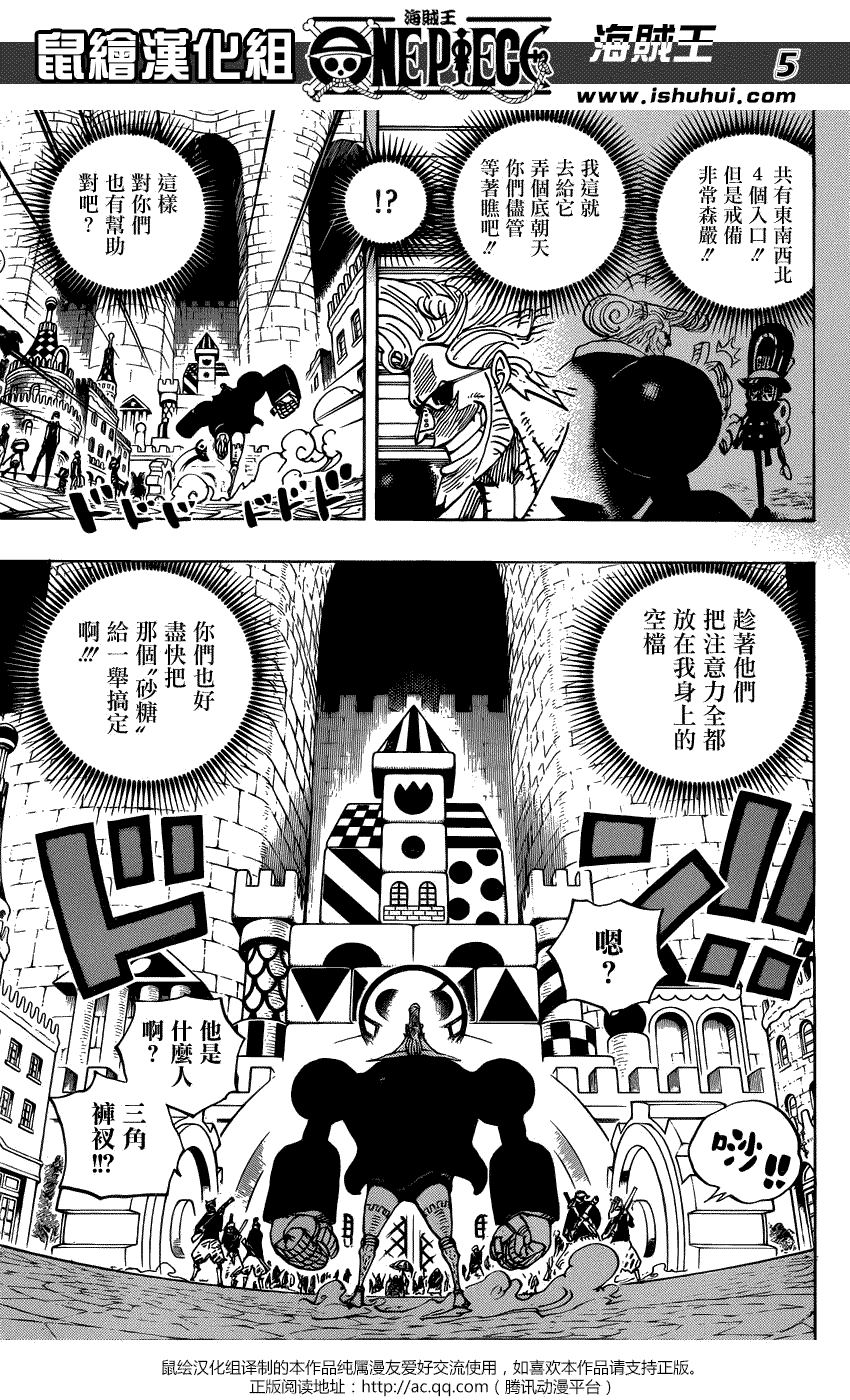 鼠繪漢化組
海賊王
ONE PIECE
海賊王
5
www.ishuhui.com
共有東南西北
4個入口!!
但是戒備
非常森嚴!!
我這就
去給它
弄個底朝天
你們儘管
等著瞧吧!!
!?
這樣
對你們
也有幫助
對吧？
ドドドド
ドドドド
趁著他們
把注意力全都
放在我身上的
空檔
你們也好
盡快把
那個“砂糖”
給一舉搞定
啊!!!
ドン!!
嗯？
他是
什麼人
啊？
三角
褲衩
!!?
吵!!
鼠绘汉化组译制的本作品纯属漫友爱好交流使用，如喜欢本作品请支持正版。
正版阅读地址：http://ac.qq.com（腾讯动漫平台）